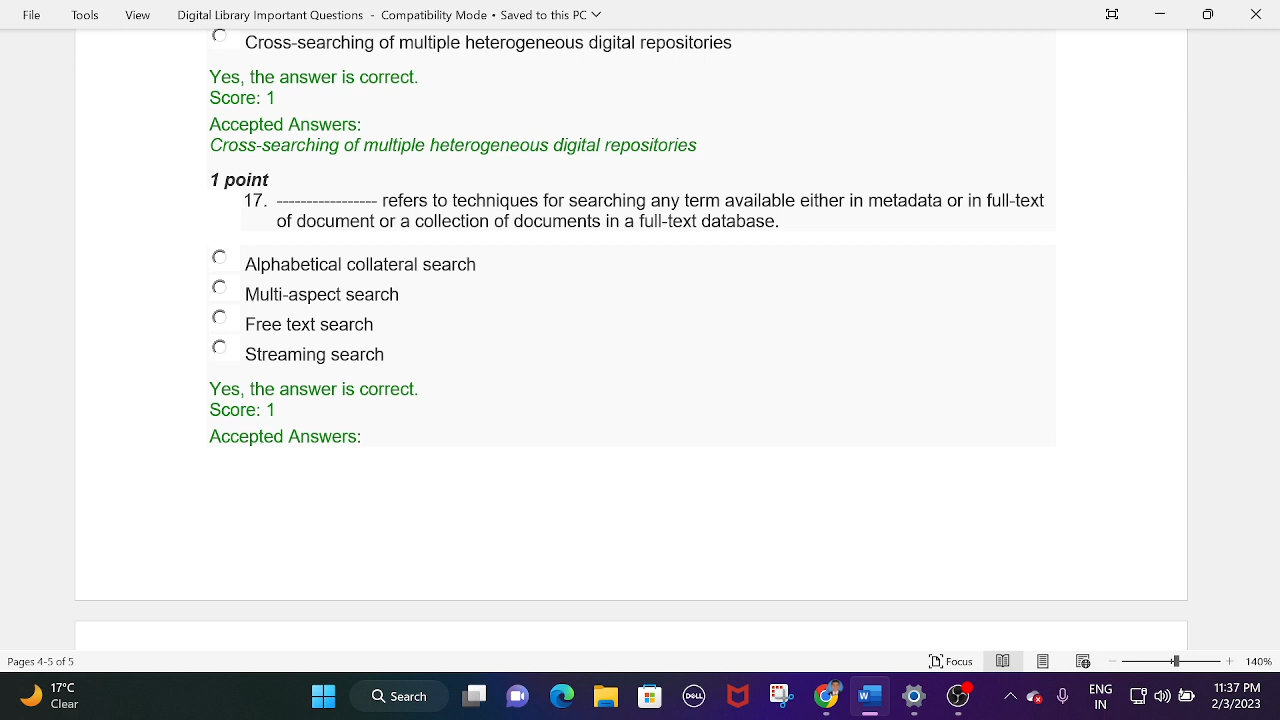 File Tools View Digital Library Important Questions - Compatibility Mode • Saved to this PC
Cross-searching of multiple heterogeneous digital repositories
Yes, the answer is correct.
Score: 1
Accepted Answers:
Cross-searching of multiple heterogeneous digital repositories
1 point
17. ----------------- refers to techniques for searching any term available either in metadata or in full-text
of document or a collection of documents in a full-text database.
Alphabetical collateral search
Multi-aspect search
Free text search
Streaming search
Yes, the answer is correct.
Score: 1
Accepted Answers:
Pages 4-5 of 5 Focus 140%
17°C
Clear
Search
DELL
ENG
IN
11:37 PM
2/3/2023